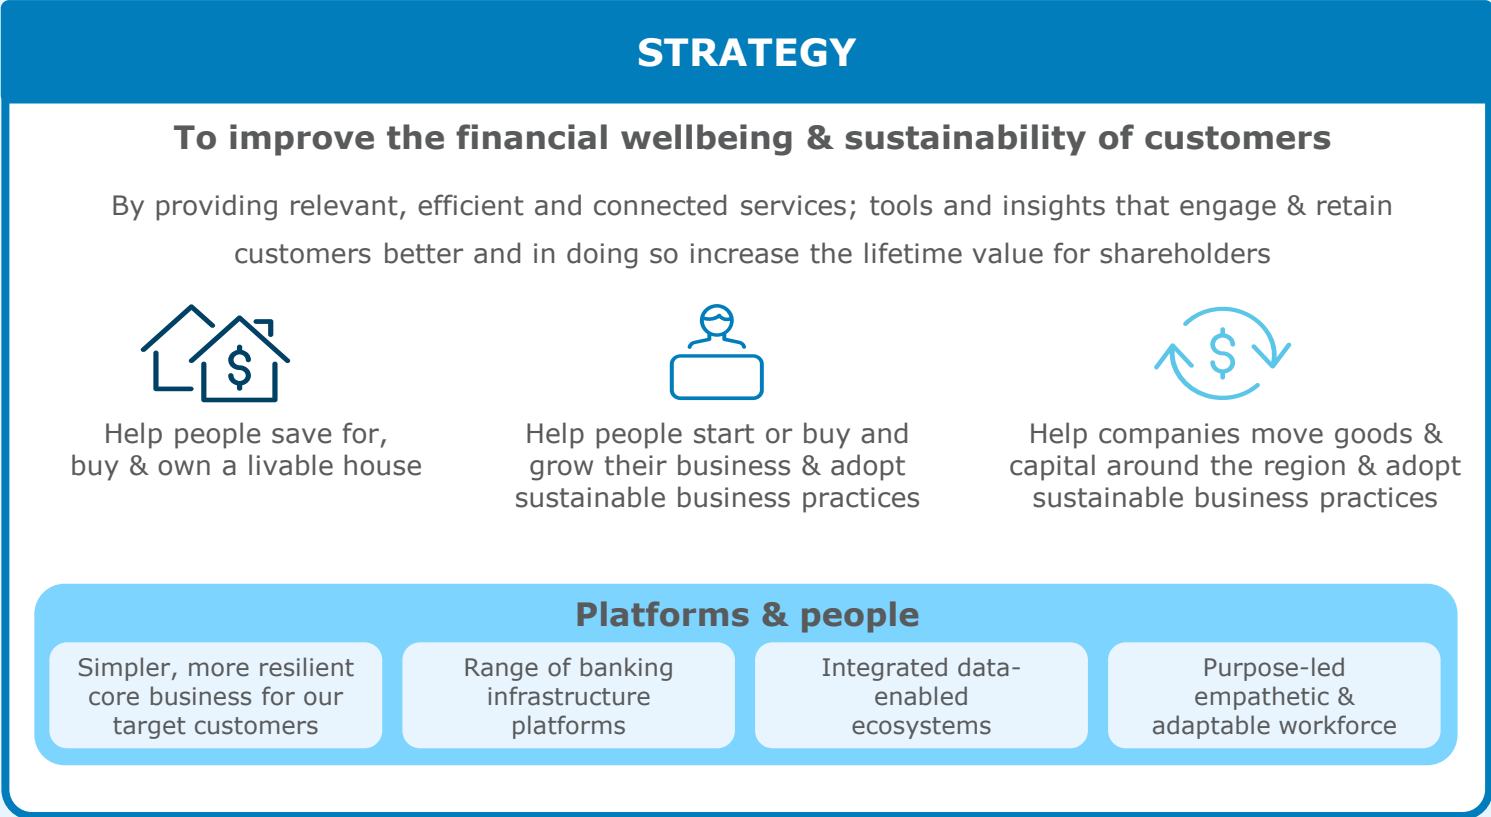 STRATEGY
To improve the financial wellbeing & sustainability of customers
By providing relevant, efficient and connected services; tools and insights that engage & retain
customers better and in doing so increase the lifetime value for shareholders
$
$
Help people save for,
buy & own a livable house
Help people start or buy and
grow their business & adopt
sustainable business practices
Help companies move goods &
capital around the region & adopt
sustainable business practices
Platforms & people
Simpler, more resilient
core business for our
target customers
Range of banking
infrastructure
platforms
Integrated data-
enabled
ecosystems
Purpose-led
empathetic &
adaptable workforce